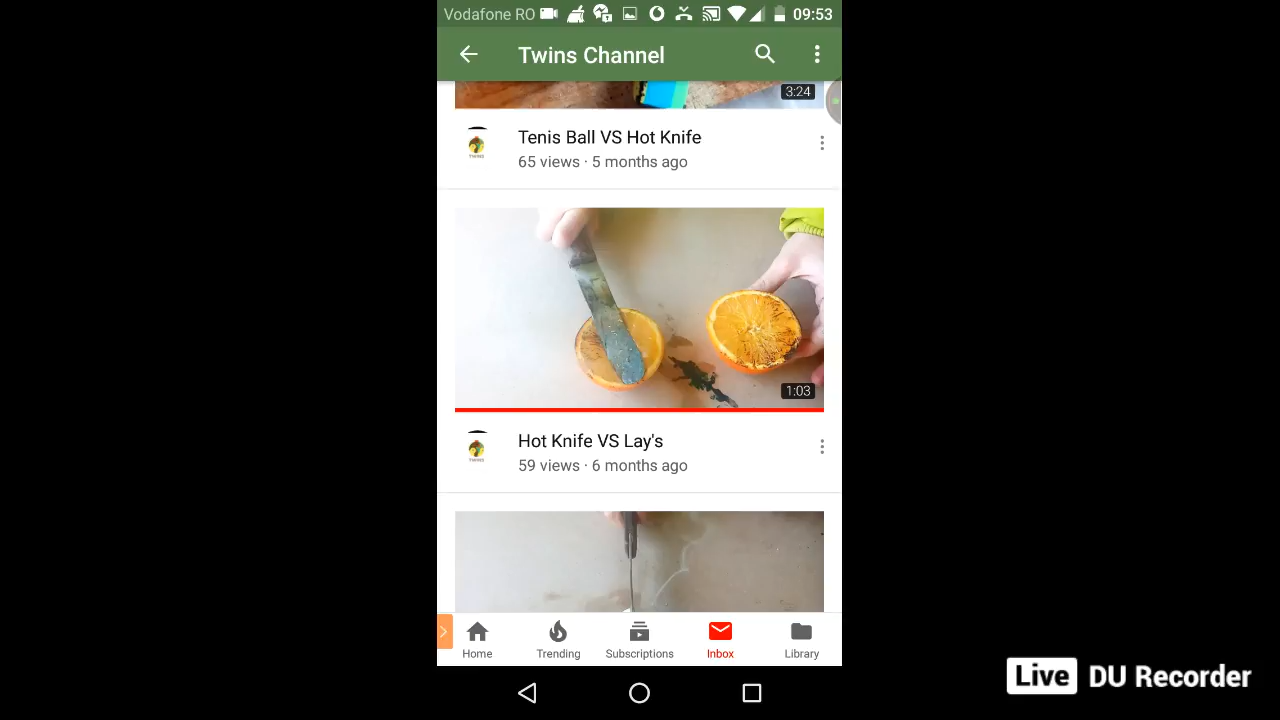 Vodafone RO 09:53
Twins Channel
3:24
Tenis Ball VS Hot Knife
65 views · 5 months ago
1:03
Hot Knife VS Lay's
59 views · 6 months ago
Home Trending Subscriptions Inbox Library
Live DU Recorder